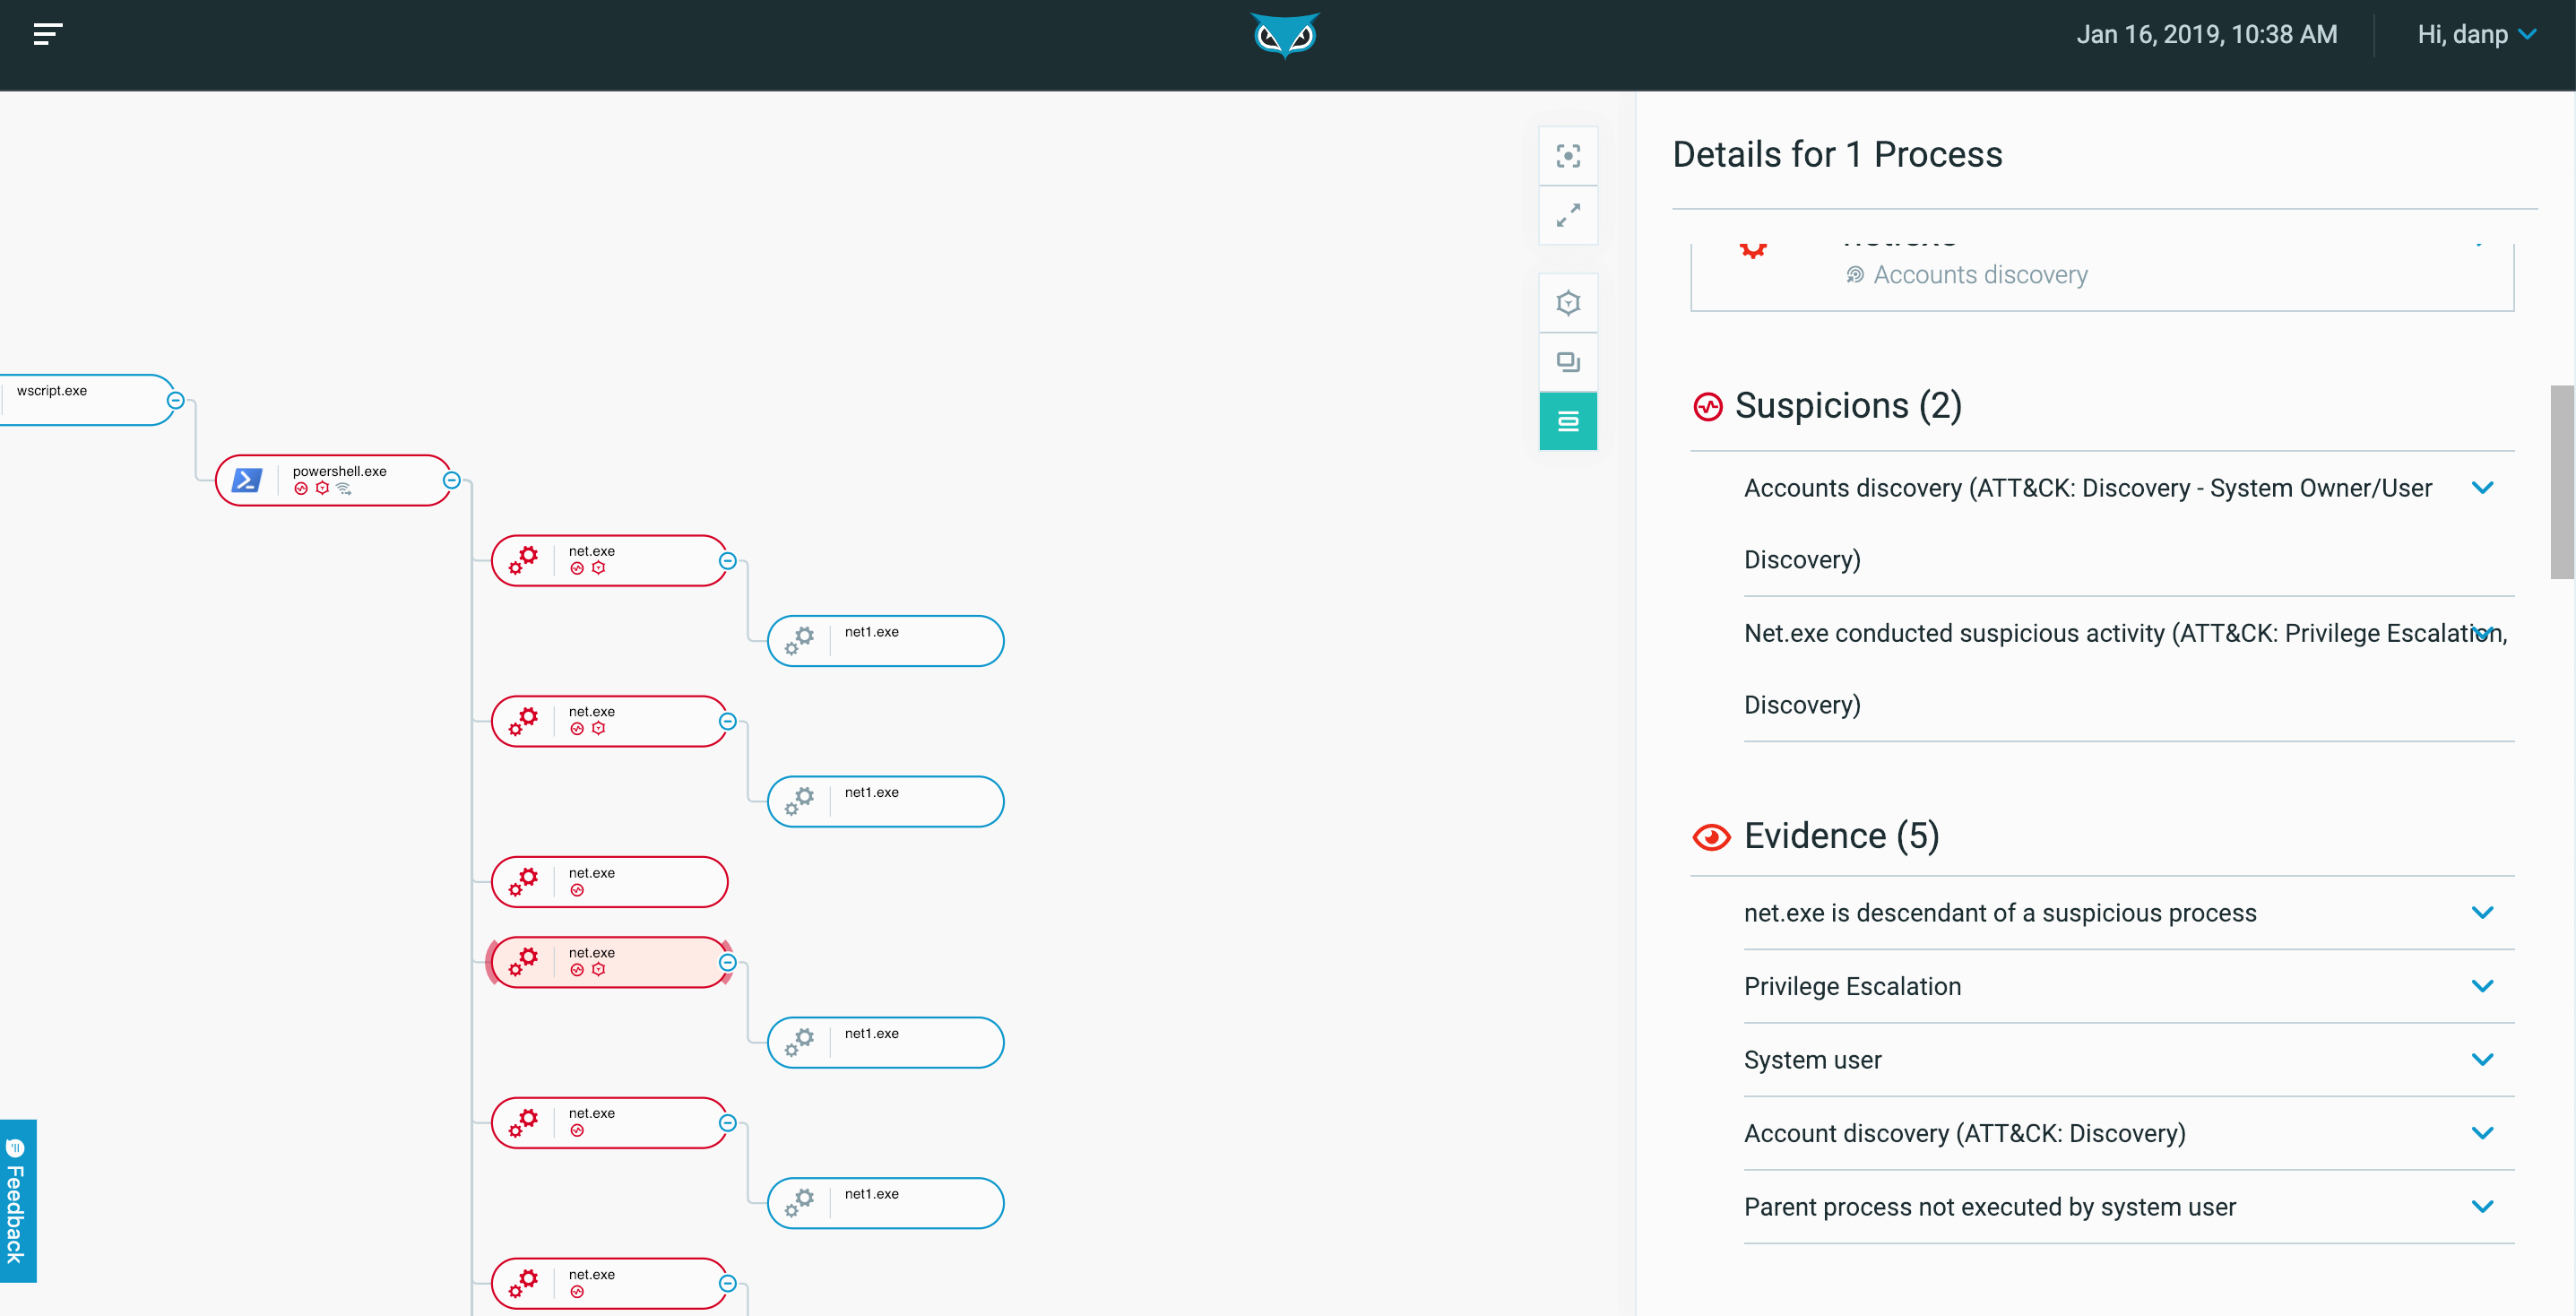 Jan 16, 2019, 10:38 AM
Hi, danp
wscript.exe
powershell.exe
net.exe
net1.exe
net.exe
net1.exe
net.exe
net.exe
net1.exe
net.exe
net1.exe
net.exe
Feedback
Details for 1 Process
net.exe
Accounts discovery
Suspicions (2)
Accounts discovery (ATT&CK: Discovery - System Owner/User
Discovery)
Net.exe conducted suspicious activity (ATT&CK: Privilege Escalation,
Discovery)
Evidence (5)
net.exe is descendant of a suspicious process
Privilege Escalation
System user
Account discovery (ATT&CK: Discovery)
Parent process not executed by system user